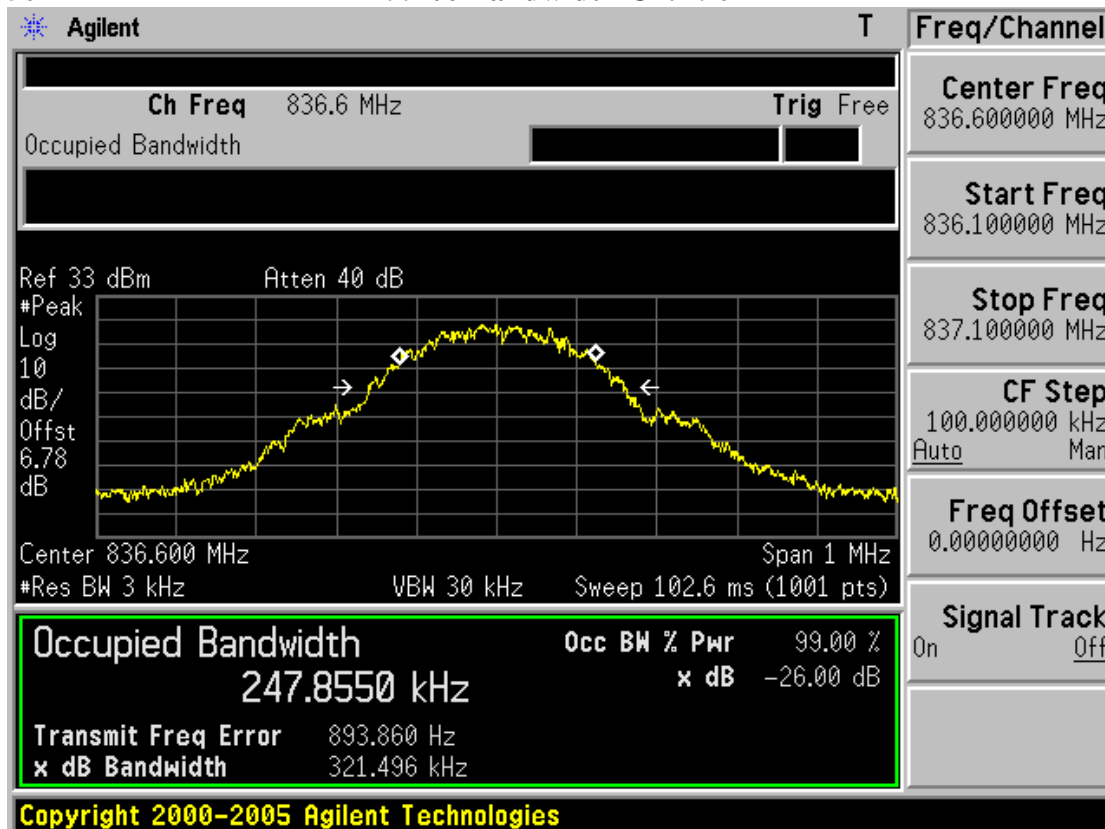 Agilent T
Freq/Channel
Ch Freq 836.6 MHz Trig Free
Occupied Bandwidth
Center Freq
836.600000 MHz
Start Freq
836.100000 MHz
Stop Freq
837.100000 MHz
CF Step
100.000000 kHz
Auto Man
Freq Offset
0.00000000 Hz
Signal Track
On Off
Ref 33 dBm Atten 40 dB
#Peak
Log
10
dB/
Offst
6.78
dB
Center 836.600 MHz Span 1 MHz
#Res BW 3 kHz VBW 30 kHz Sweep 102.6 ms (1001 pts)
Occupied Bandwidth
247.8550 kHz
Occ BW % Pwr 99.00 %
x dB -26.00 dB
Transmit Freq Error 893.860 Hz
x dB Bandwidth 321.496 kHz
Copyright 2000-2005 Agilent Technologies